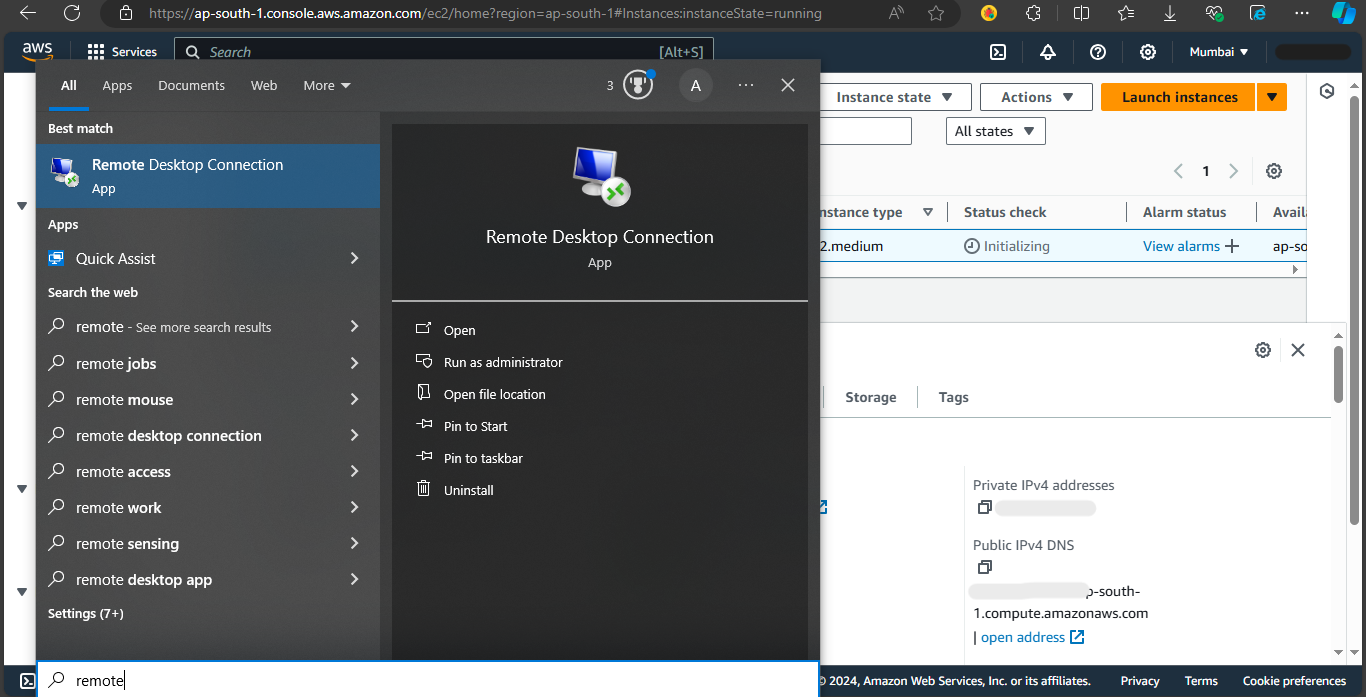 https://ap-south-1.console.aws.amazon.com/ec2/home?region=ap-south-1#Instances:instanceState=running
aws
Services
Search
[Alt+S]
Mumbai
All
Apps
Documents
Web
More
3
A
Best match
Remote Desktop Connection
App
Apps
Quick Assist
Search the web
remote - See more search results
remote jobs
remote mouse
remote desktop connection
remote access
remote work
remote sensing
remote desktop app
Settings (7+)
remote
Remote Desktop Connection
App
Open
Run as administrator
Open file location
Pin to Start
Pin to taskbar
Uninstall
Instance state
Actions
Launch instances
All states
1
nstance type
Status check
Alarm status
Avail
2.medium
Initializing
View alarms
ap-so
Storage
Tags
Private IPv4 addresses
Public IPv4 DNS
p-south-
1.compute.amazonaws.com
| open address
© 2024, Amazon Web Services, Inc. or its affiliates.
Privacy
Terms
Cookie preferences